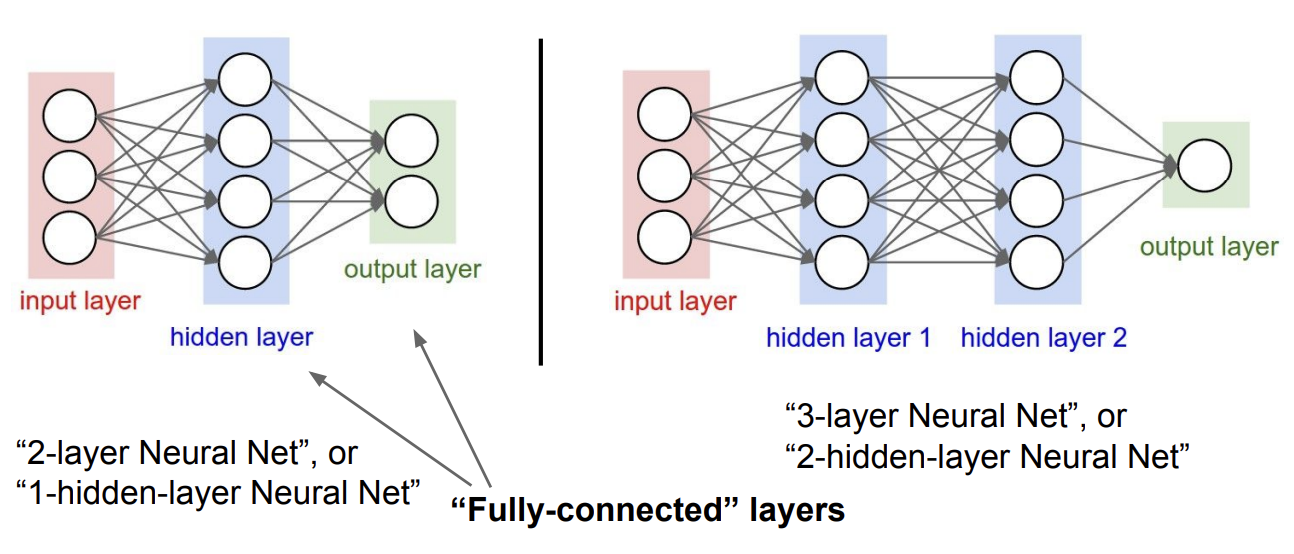 input layer
hidden layer
output layer
“2-layer Neural Net”, or
“1-hidden-layer Neural Net”
“Fully-connected” layers
input layer
hidden layer 1
hidden layer 2
output layer
“3-layer Neural Net”, or
“2-hidden-layer Neural Net”